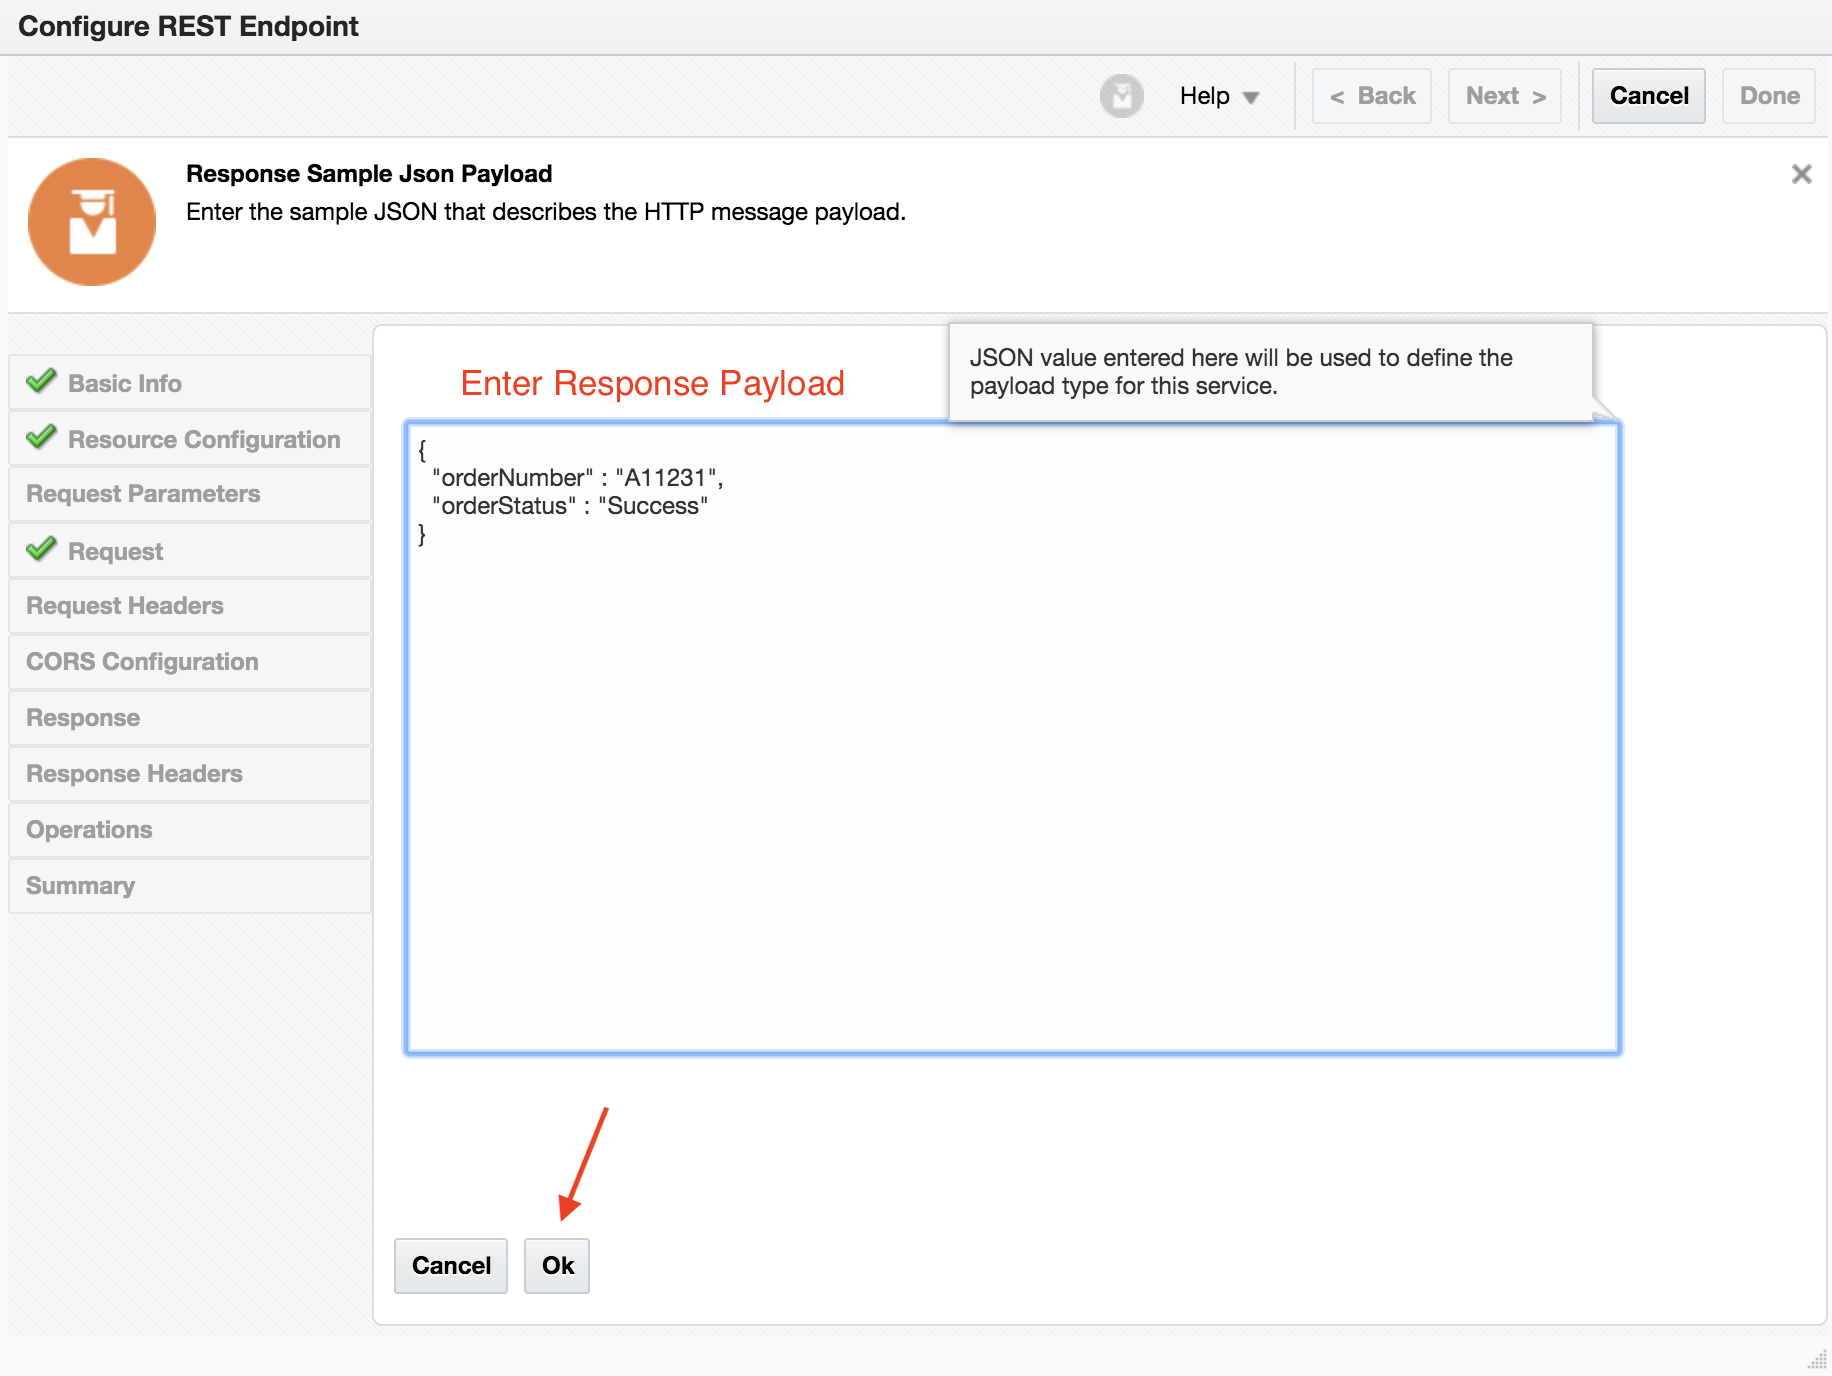 Configure REST Endpoint
Help
< Back
Next >
Cancel
Done
Response Sample Json Payload
Enter the sample JSON that describes the HTTP message payload.
Basic Info
Resource Configuration
Request Parameters
Request
Request Headers
CORS Configuration
Response
Response Headers
Operations
Summary
Enter Response Payload
JSON value entered here will be used to define the
payload type for this service.
{
"orderNumber" : "A11231",
"orderStatus" : "Success"
}
Cancel
Ok